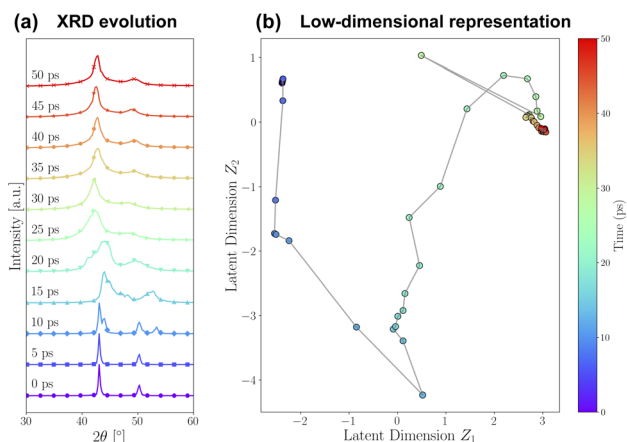 (a) XRD evolution
(b) Low-dimensional representation
50 ps
45 ps
40 ps
35 ps
30 ps
25 ps
20 ps
15 ps
10 ps
5 ps
0 ps
Intensity [a.u.]
30 40 50 60
2θ [°]
1
0
−1
−2
−3
−4
Latent Dimension Z₂
−2 −1 0 1 2 3
Latent Dimension Z₁
50
40
30
20
10
0
Time (ps)